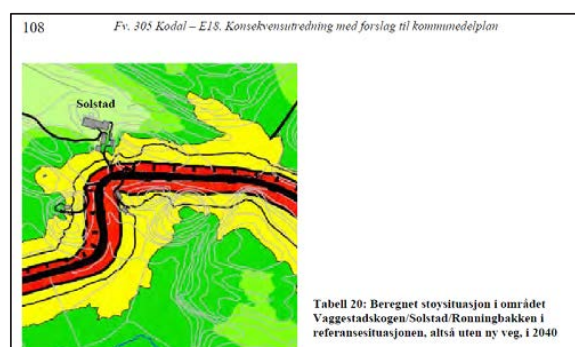 108
Fv. 305 Kodal – E18. Konsekvensutredning med forslag til kommunedelplan
Solstad
Tabell 20: Beregnet støysituasjon i området
Vaggestadskogen/Solstad/Rønningbakken i
referansesituasjonen, altså uten ny veg, i 2040